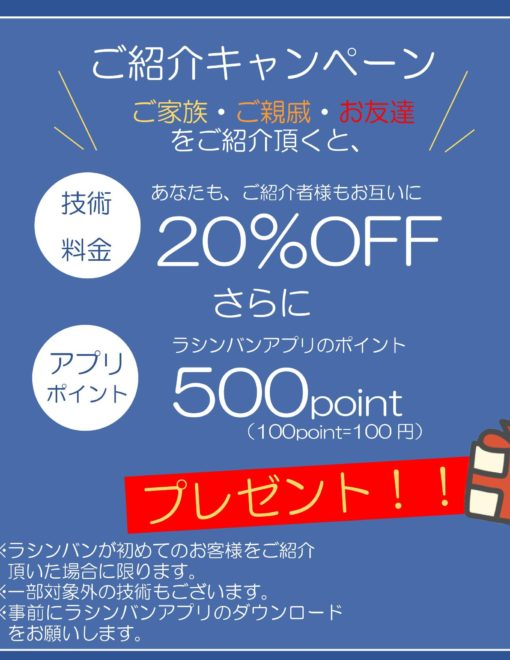 ご紹介キャンペーン
ご家族・ご親戚・お友達
をご紹介頂くと、
技術
料金
あなたも、ご紹介者様もお互いに
20%OFF
さらに
アプリ
ポイント
ラシンバンアプリのポイント
500point
（100point=100円）
プレゼント！！
※ラシンバンが初めてのお客様をご紹介
頂いた場合に限ります。
※一部対象外の技術もございます。
※事前にラシンバンアプリのダウンロード
をお願いします。